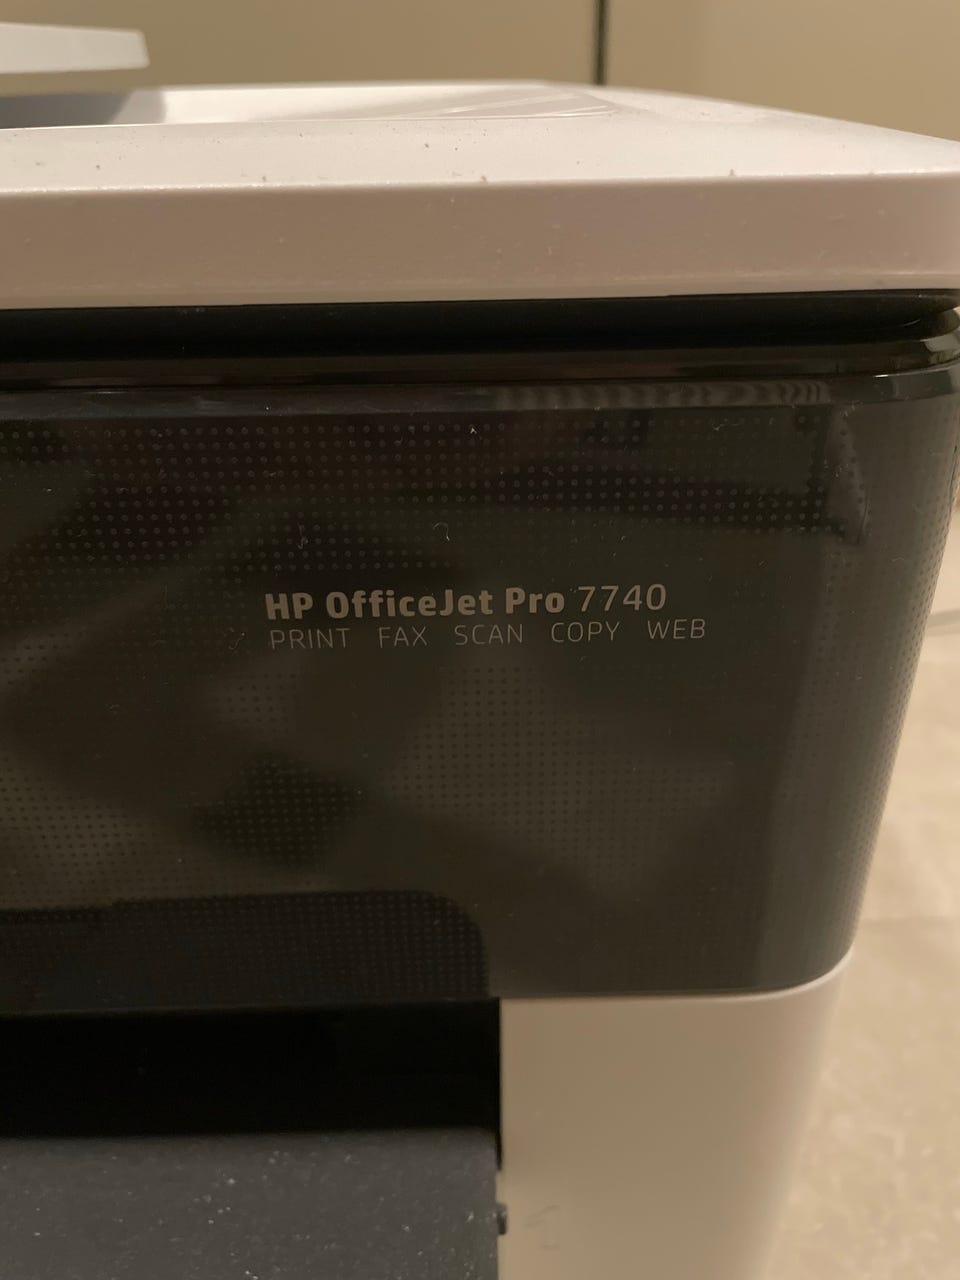 HP OfficeJet Pro 7740
PRINT FAX SCAN COPY WEB